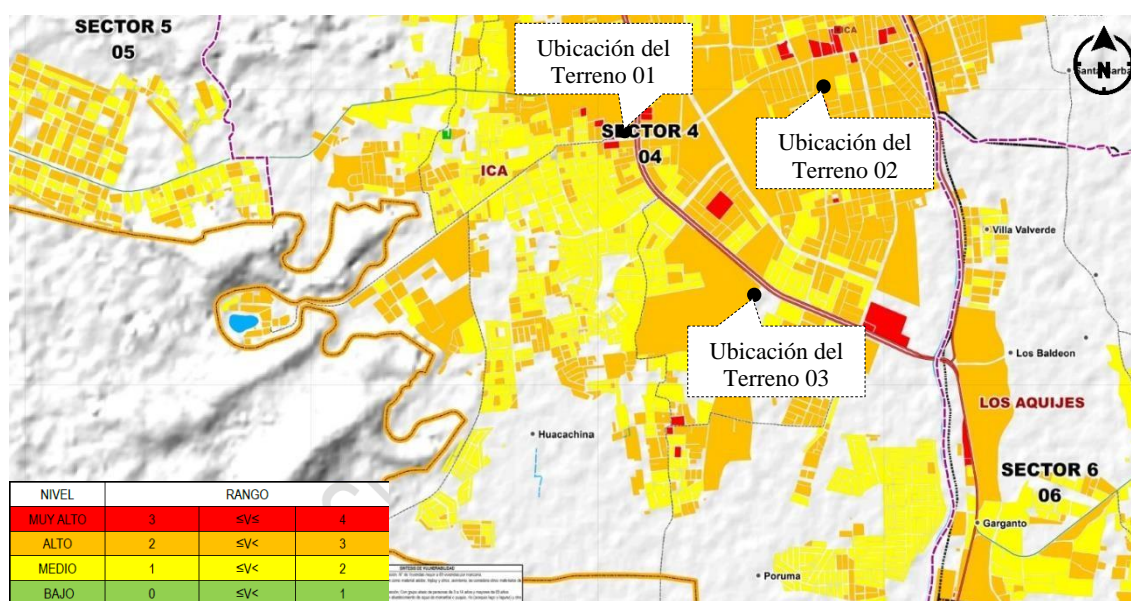 SECTOR 5
05
Ubicación del
Terreno 01
ICA
N
SECTOR 4
04
Ubicación del
Terreno 02
ICA
Villa Valverde
Ubicación del
Terreno 03
Los Baldeon
LOS AQUIJES
Huacachina
SECTOR 6
06
Garganto
Poruma
NIVEL RANGO
MUY ALTO 3 ≤V≤ 4
ALTO 2 ≤V< 3
MEDIO 1 ≤V< 2
BAJO 0 ≤V< 1